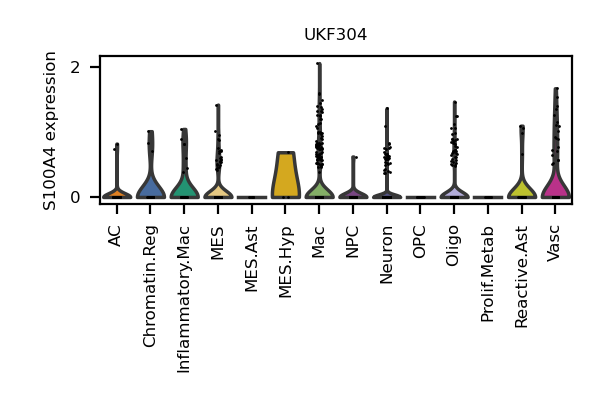 UKF304
S100A4 expression
2
0
AC
Chromatin.Reg
Inflammatory.Mac
MES
MES.Ast
MES.Hyp
Mac
NPC
Neuron
OPC
Oligo
Prolif.Metab
Reactive.Ast
Vasc